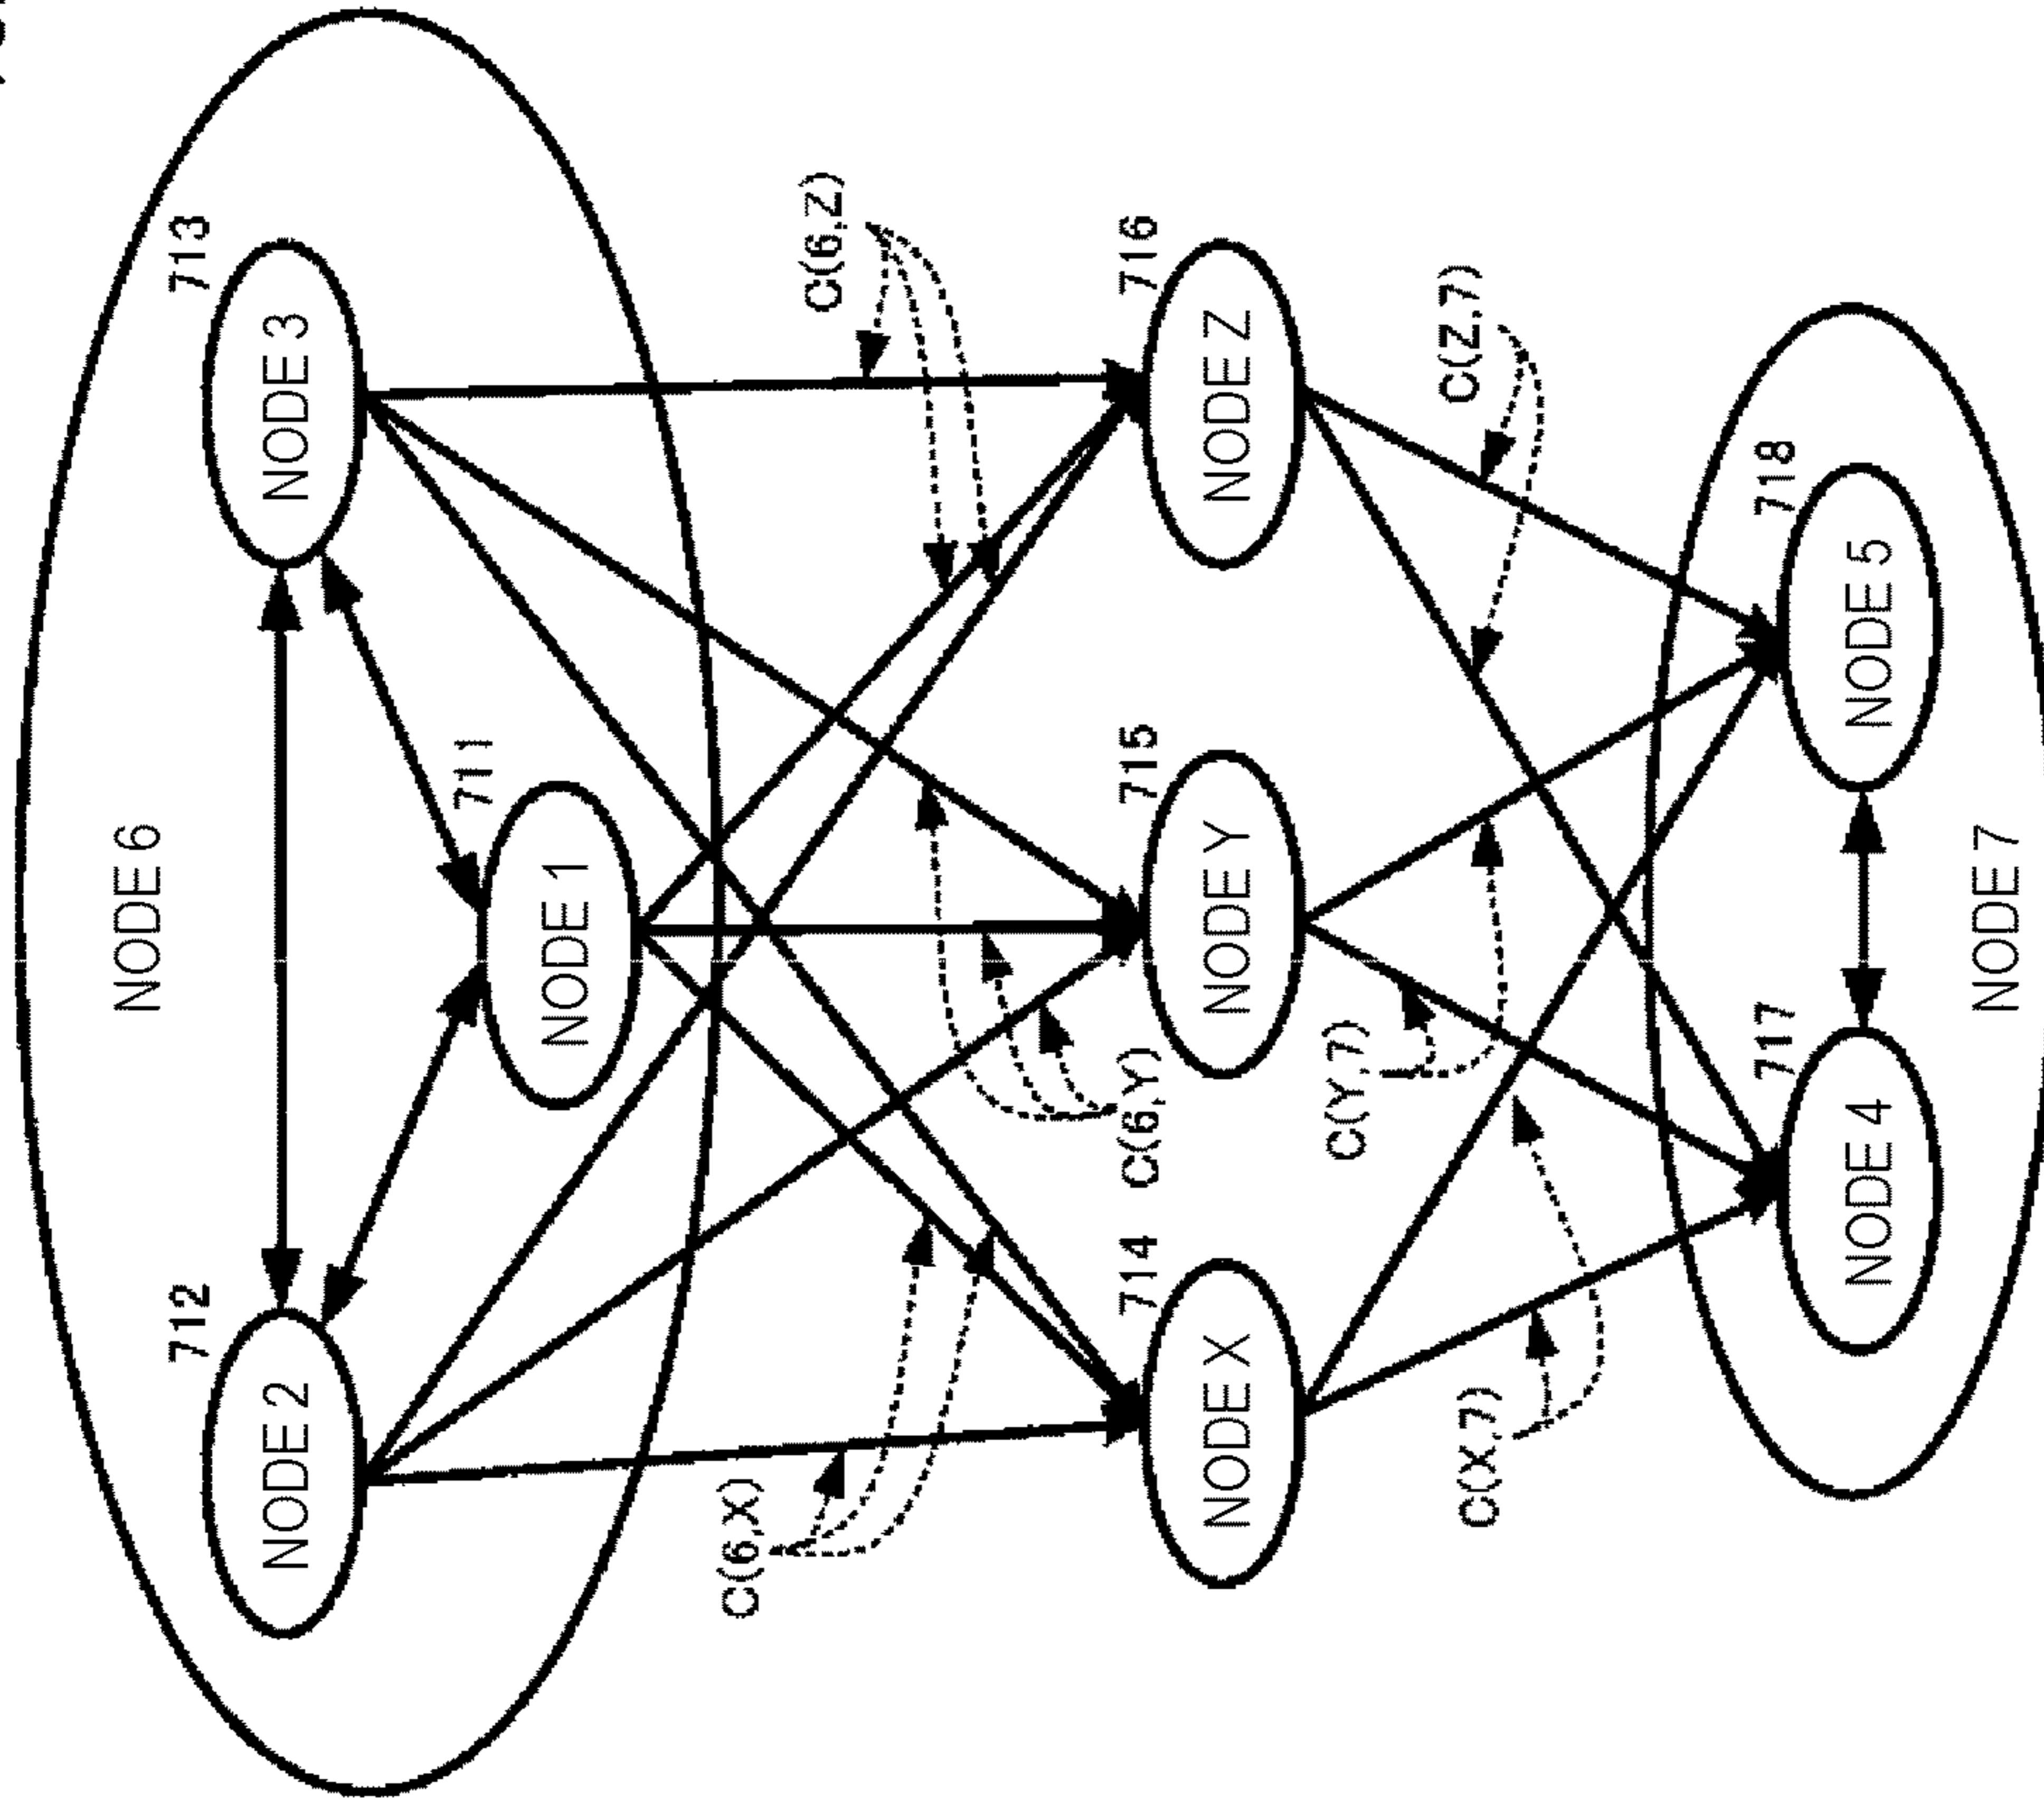 NODE 6
712
713
NODE 2
NODE 3
711
NODE 1
C(6,X)
C(6,Z)
714
C(6,Y)
715
716
NODE X
NODE Y
NODE Z
C(Y,7)
C(X,7)
C(Z,7)
717
718
NODE 4
NODE 5
NODE 7